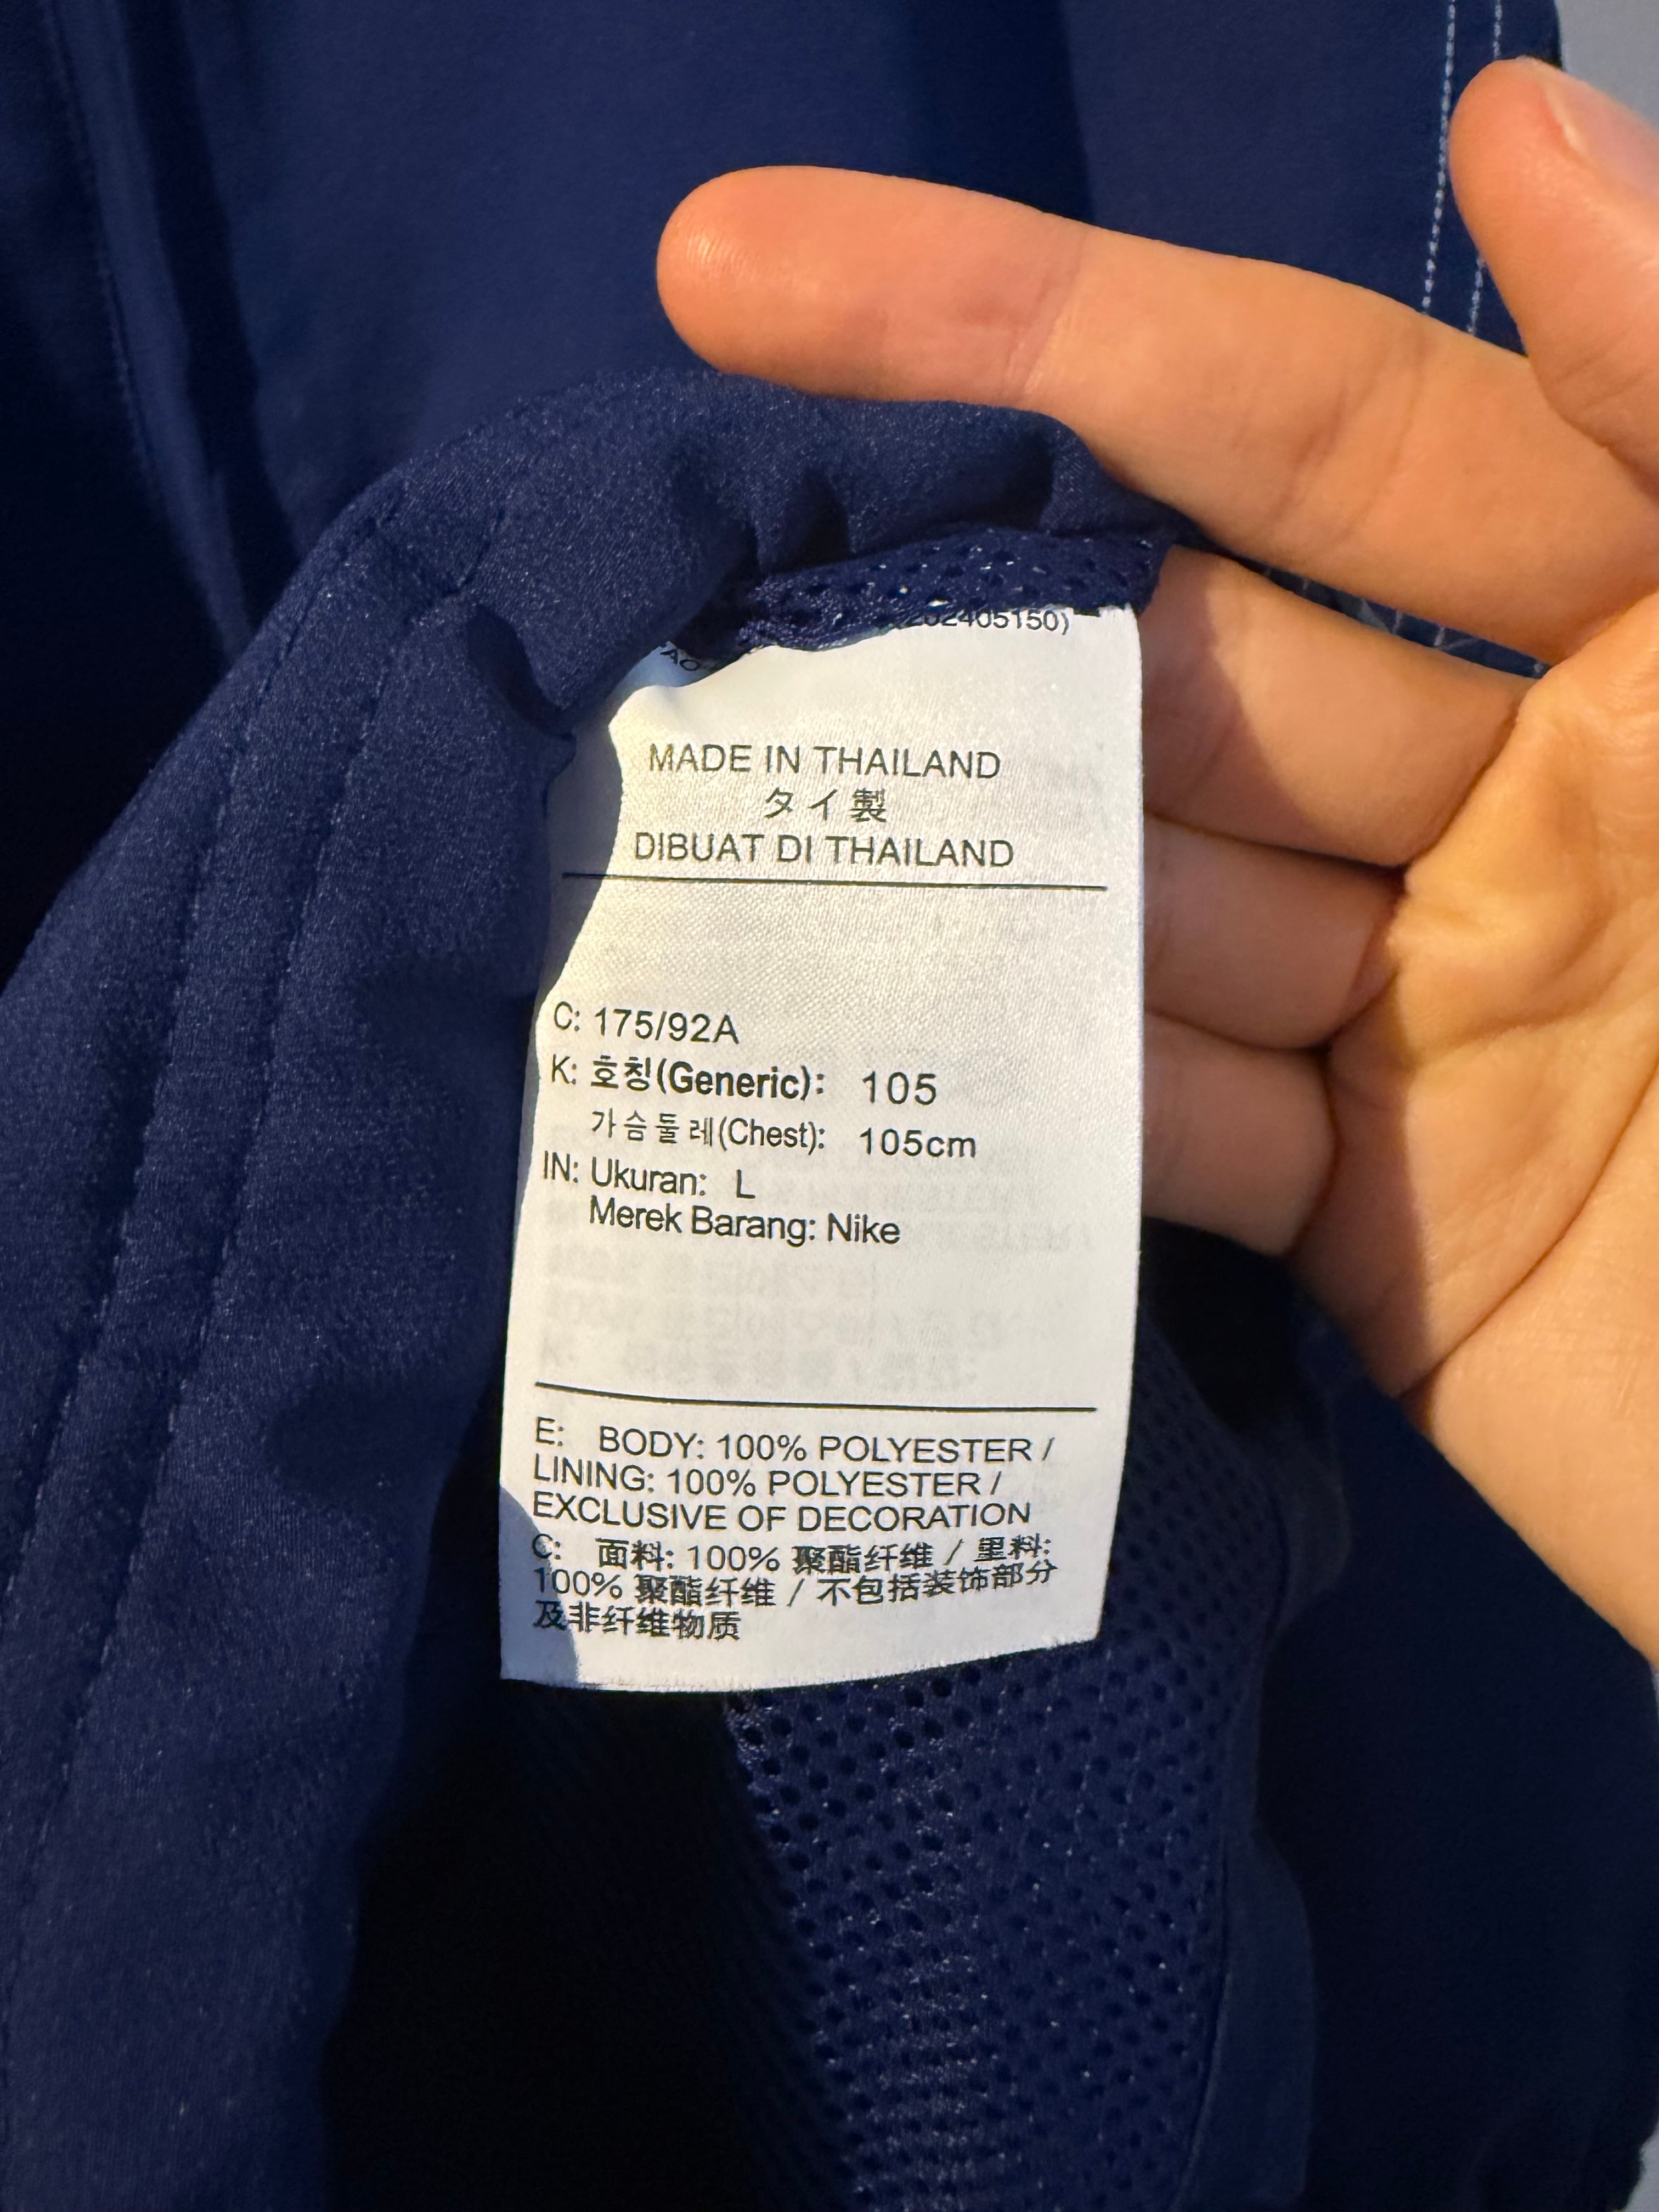 202405150)
MADE IN THAILAND
タイ製
DIBUAT DI THAILAND
C: 175/92A
K: 호칭(Generic): 105
가슴둘레(Chest): 105cm
IN: Ukuran: L
Merek Barang: Nike
E: BODY: 100% POLYESTER /
LINING: 100% POLYESTER /
EXCLUSIVE OF DECORATION
C: 面料: 100% 聚酯纤维 / 里料:
100% 聚酯纤维 / 不包括装饰部分
及非纤维物质